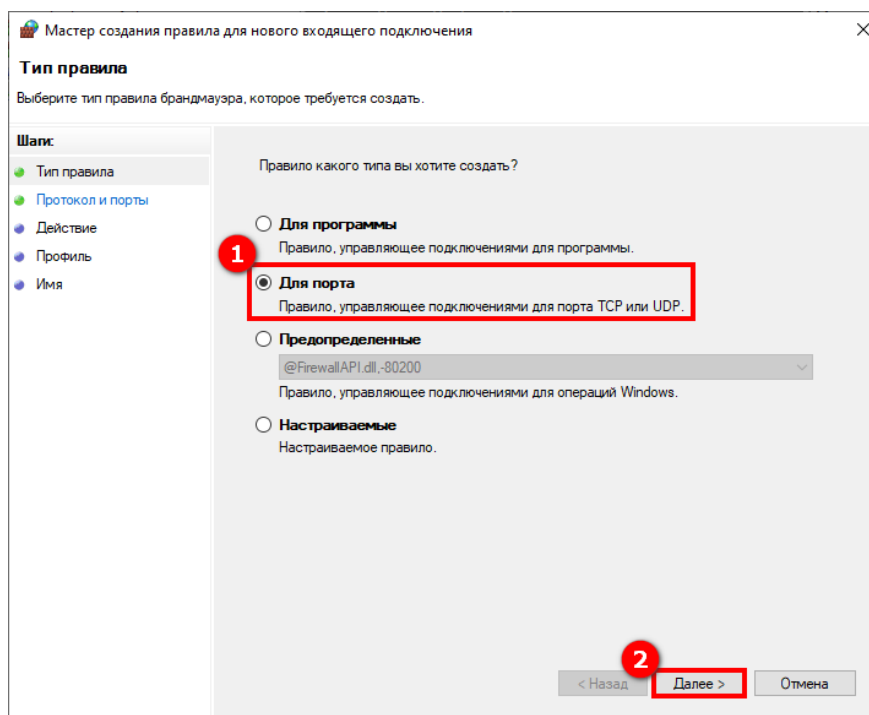 Мастер создания правила для нового входящего подключения
Тип правила
Выберите тип правила брандмауэра, которое требуется создать.
Шаги:
Тип правила
Протокол и порты
Действие
Профиль
Имя
Правило какого типа вы хотите создать?
Для программы
Правило, управляющее подключениями для программы.
1
Для порта
Правило, управляющее подключениями для порта TCP или UDP.
Предопределенные
@FirewallAPI.dll,-80200
Правило, управляющее подключениями для операций Windows.
Настраиваемые
Настраиваемое правило.
2
< Назад
Далее >
Отмена